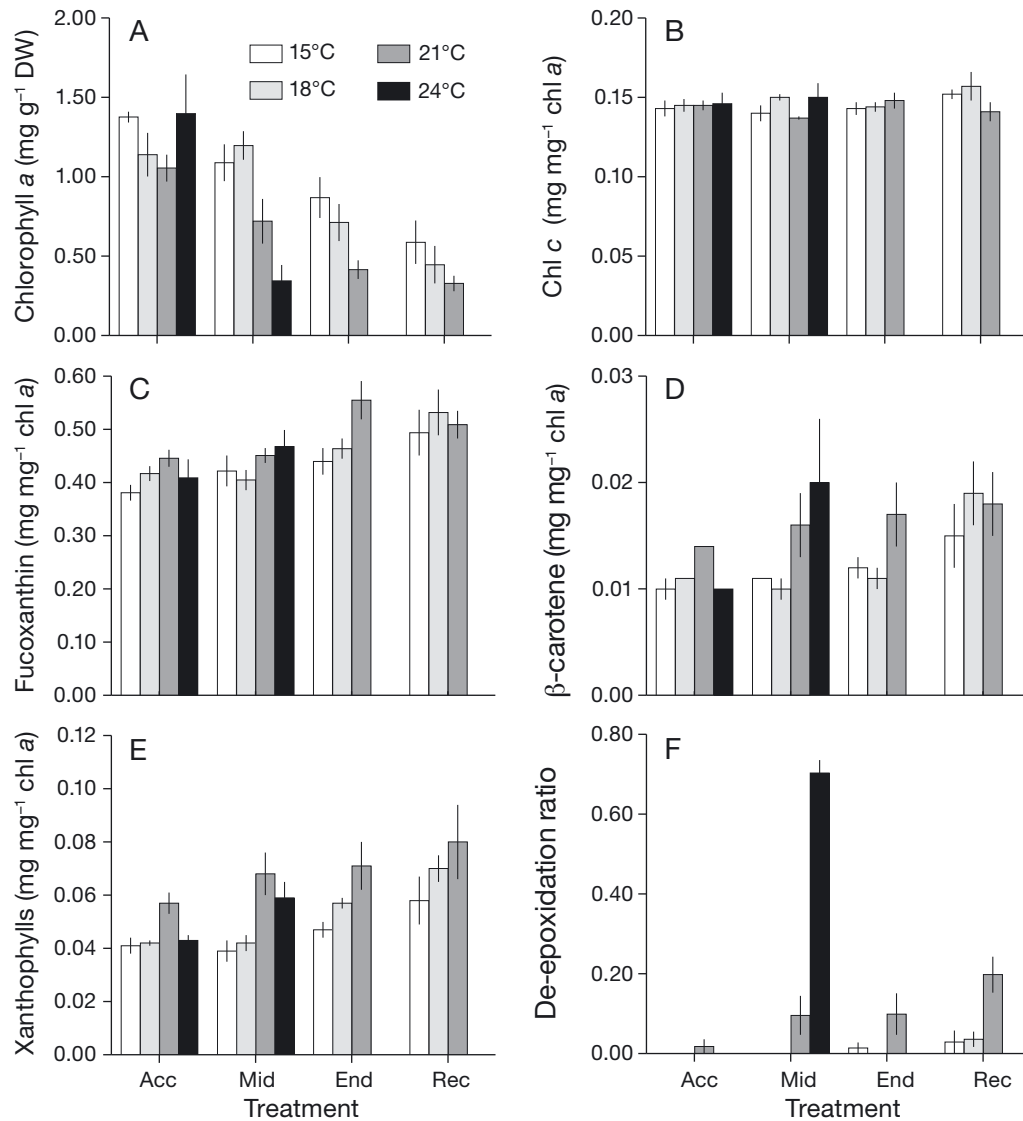 A
Chlorophyll a (mg g⁻¹ DW)
2.00
1.50
1.00
0.50
0.00
15°C
21°C
18°C
24°C
B
Chl c (mg mg⁻¹ chl a)
0.20
0.15
0.10
0.05
0.00
C
Fucoxanthin (mg mg⁻¹ chl a)
0.60
0.50
0.40
0.30
0.20
0.10
0.00
D
β-carotene (mg mg⁻¹ chl a)
0.03
0.02
0.01
0.00
E
Xanthophylls (mg mg⁻¹ chl a)
0.12
0.10
0.08
0.06
0.04
0.02
0.00
Acc Mid End Rec
Treatment
F
De-epoxidation ratio
0.80
0.60
0.40
0.20
0.00
Acc Mid End Rec
Treatment